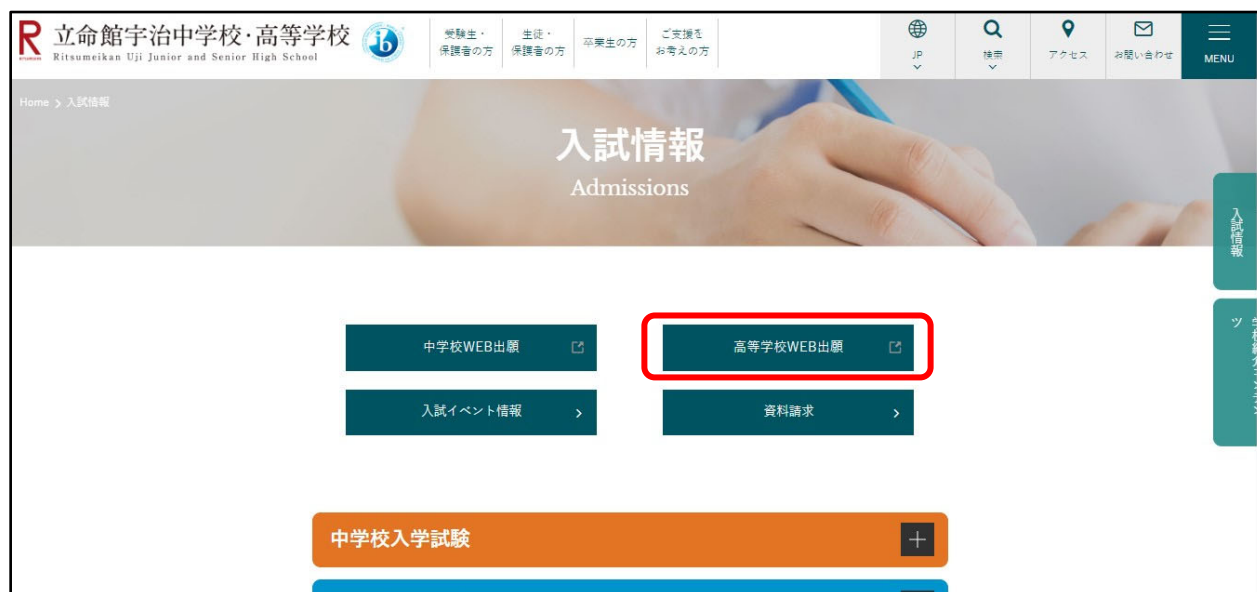 R 立命館宇治中学校・高等学校
Ritsumeikan Uji Junior and Senior High School
RITSUMEIKAN
ib
受験生・
保護者の方
生徒・
保護者の方
卒業生の方
ご支援を
お考えの方
JP
検索
アクセス
お問い合わせ
MENU
Home > 入試情報
入試情報
Admissions
入試情報
中学校WEB出願
高等学校WEB出願
入試イベント情報
資料請求
中学校入学試験